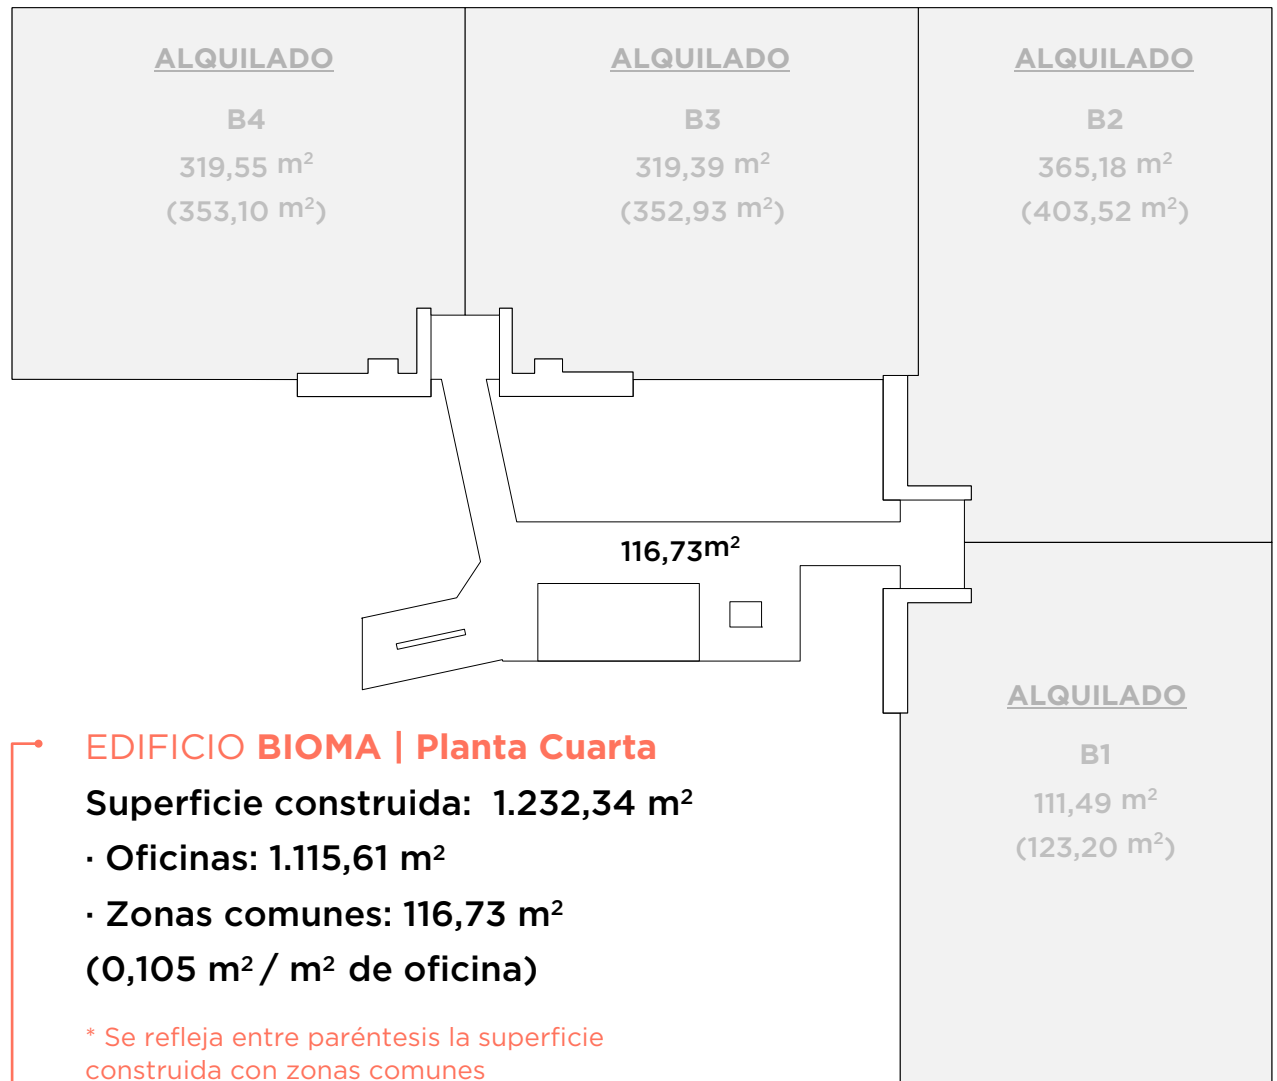 ALQUILADO
B4
319,55 m²
(353,10 m²)
ALQUILADO
B3
319,39 m²
(352,93 m²)
ALQUILADO
B2
365,18 m²
(403,52 m²)
116,73m²
ALQUILADO
B1
111,49 m²
(123,20 m²)
EDIFICIO BIOMA | Planta Cuarta
Superficie construida: 1.232,34 m²
· Oficinas: 1.115,61 m²
· Zonas comunes: 116,73 m²
(0,105 m² / m² de oficina)
* Se refleja entre paréntesis la superficie
construida con zonas comunes